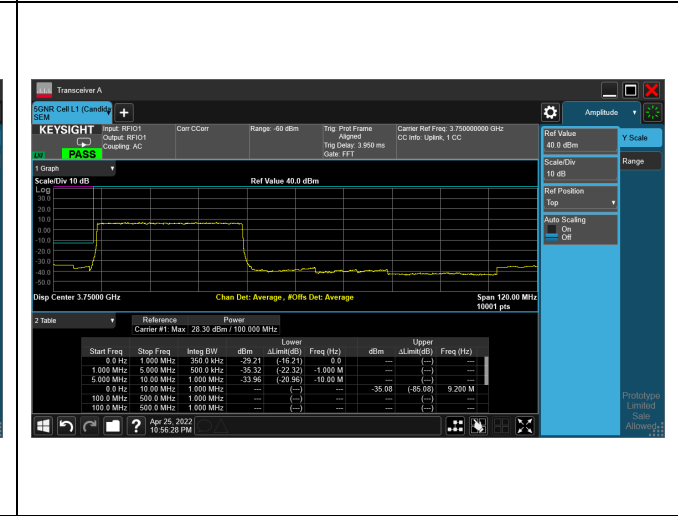 Transceiver A
5GNR Cell L1 (Candida
SEM
Amplitude
KEYSIGHT
PASS
Input: RFIO1
Output: RFIO1
Coupling: AC
Corr CCorr
Range: -60 dBm
Trig: Prot Frame
Aligned
Trig Delay: 3.950 ms
Gate: FFT
Carrier Ref Freq: 3.750000000 GHz
CC Info: Uplink, 1 CC
Ref Value
40.0 dBm
Y Scale
Scale/Div
10 dB
Range
Ref Position
Top
Auto Scaling
On
Off
1 Graph
Scale/Div 10 dB
Ref Value 40.0 dBm
Log
30.0
20.0
10.0
0.00
-10.0
-20.0
-30.0
-40.0
-50.0
Disp Center 3.75000 GHz
Chan Det: Average , #Offs Det: Average
Span 120.00 MHz
10001 pts
2 Table
Reference Power
Carrier #1: Max 28.30 dBm / 100.000 MHz
Lower Upper
Start Freq Stop Freq Integ BW dBm ΔLimit(dB) Freq (Hz) dBm ΔLimit(dB) Freq (Hz)
0.0 Hz 1.000 MHz 350.0 kHz -29.21 (-16.21) 0.0 --- (---) ---
1.000 MHz 5.000 MHz 500.0 kHz -35.32 (-22.32) -1.000 M --- (---) ---
5.000 MHz 10.00 MHz 1.000 MHz -33.96 (-20.96) -10.00 M --- (---) ---
0.0 Hz 10.00 MHz 1.000 MHz --- (---) --- -35.08 (-85.08) 9.200 M
100.0 MHz 500.0 MHz 1.000 MHz --- (---) --- --- (---) ---
100.0 MHz 500.0 MHz 1.000 MHz --- (---) --- --- (---) ---
Prototype
Limited
Sale
Allowed
Apr 25, 2022
10:56:28 PM